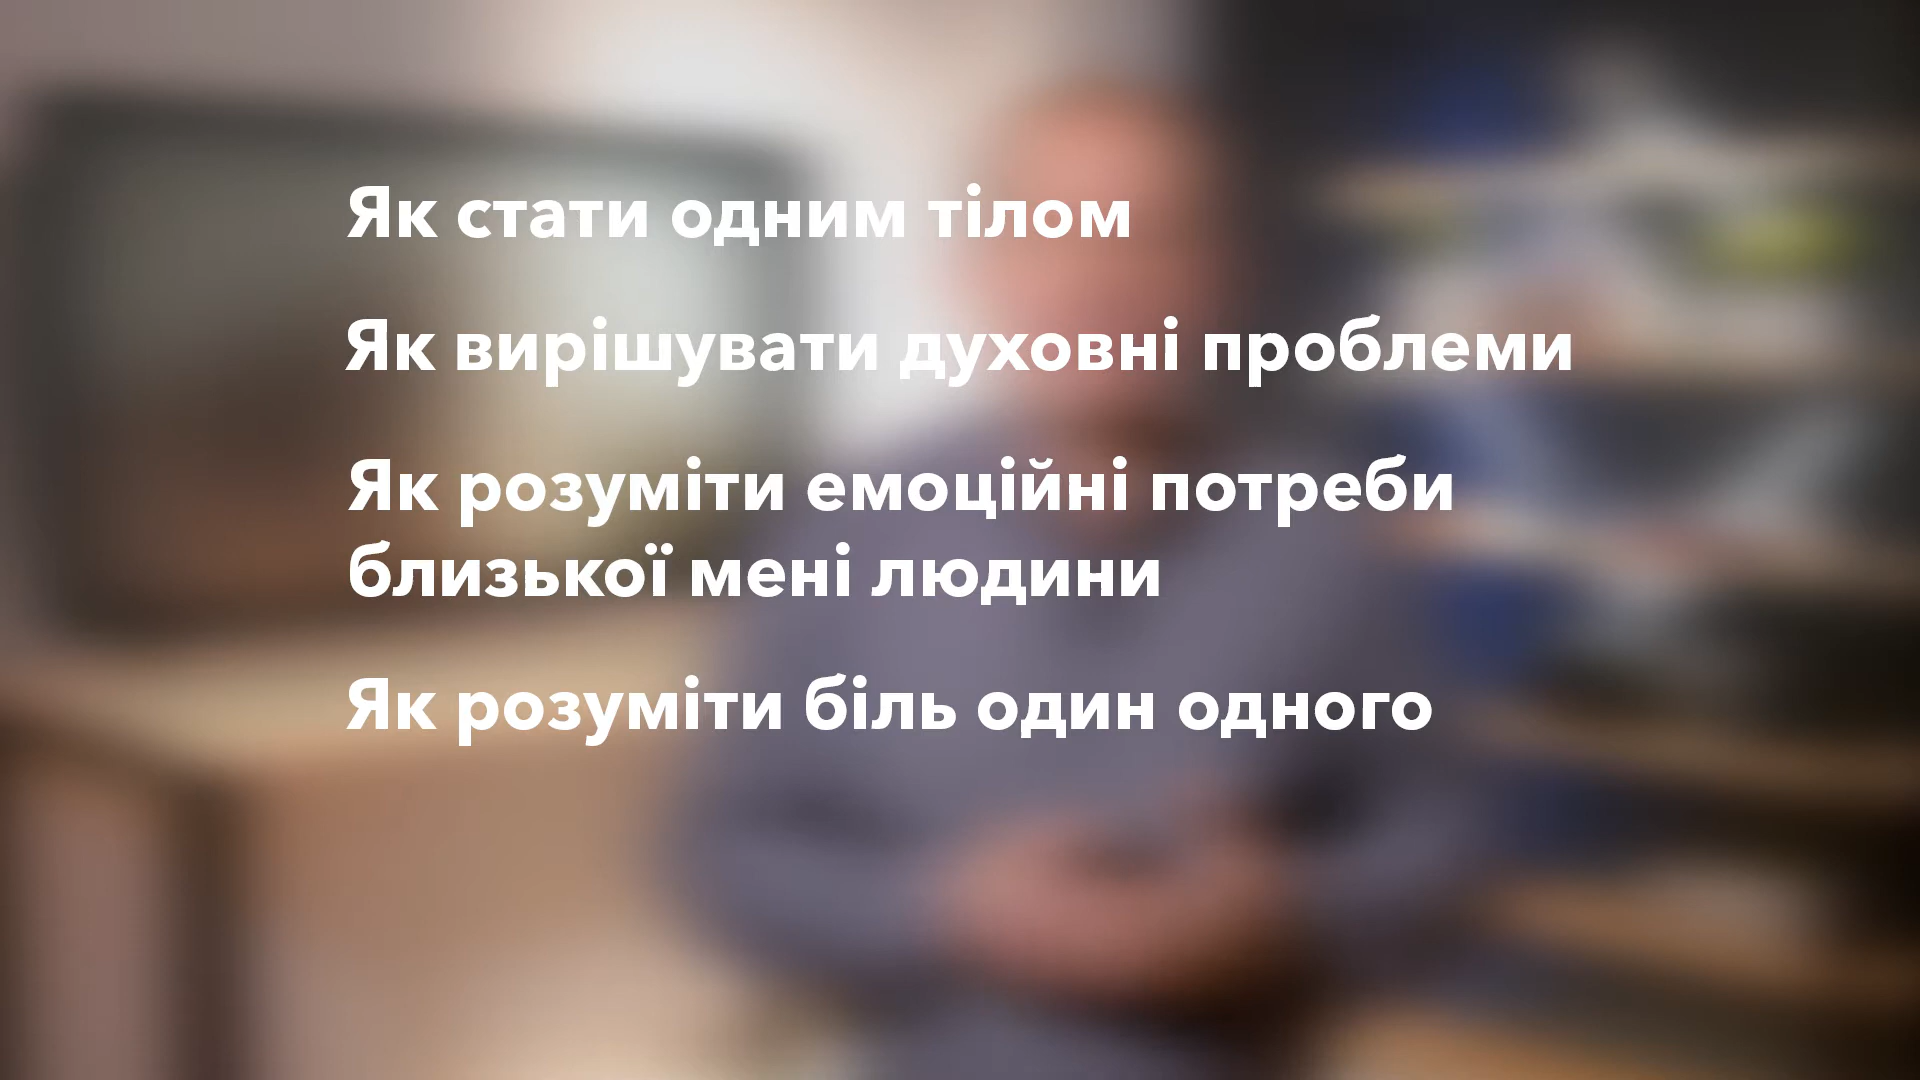 Як стати одним тілом
Як вирішувати духовні проблеми
Як розуміти емоційні потреби
близької мені людини
Як розуміти біль один одного